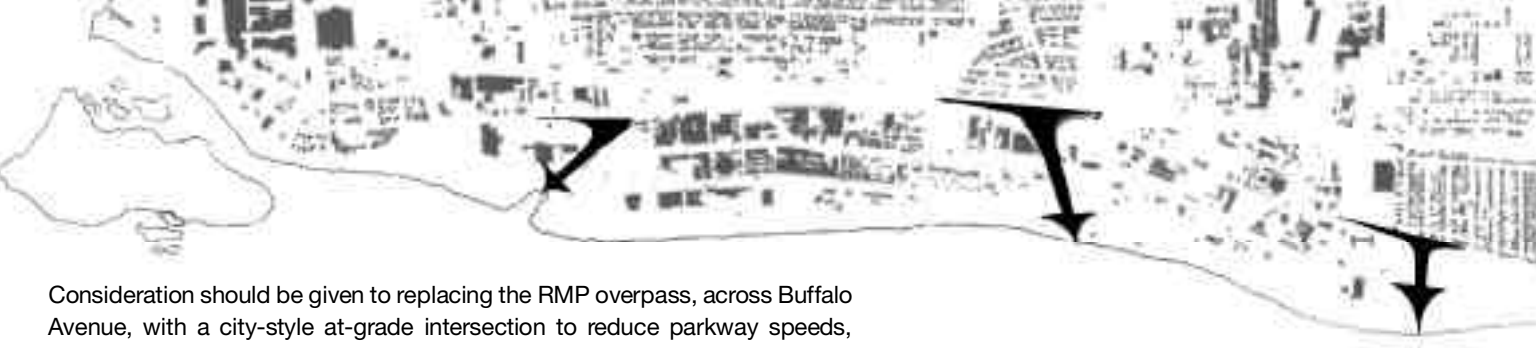 Consideration should be given to replacing the RMP overpass, across Buffalo
Avenue, with a city-style at-grade intersection to reduce parkway speeds,